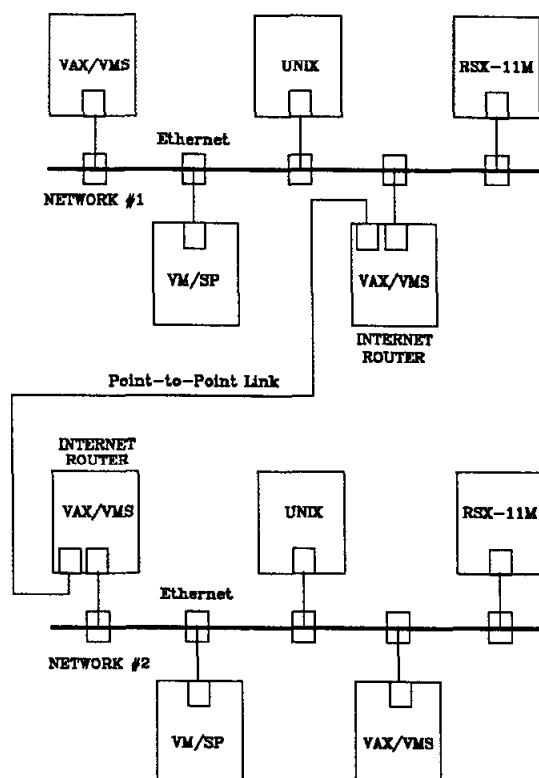 VAX/VMS
UNIX
RSX-11M
Ethernet
NETWORK #1
VM/SP
VAX/VMS
INTERNET
ROUTER
Point-to-Point Link
INTERNET
ROUTER
VAX/VMS
UNIX
RSX-11M
Ethernet
NETWORK #2
VM/SP
VAX/VMS